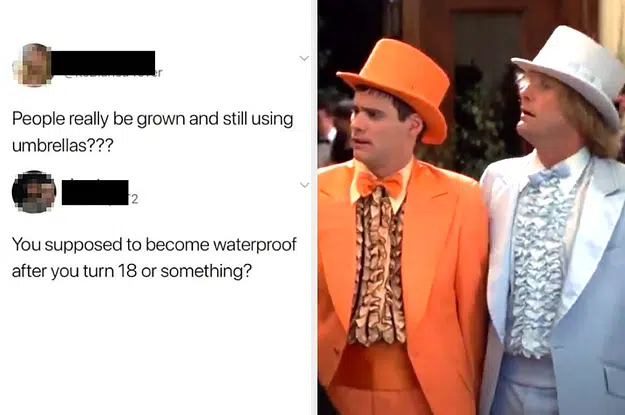 People really be grown and still using
umbrellas???
You supposed to become waterproof
after you turn 18 or something?